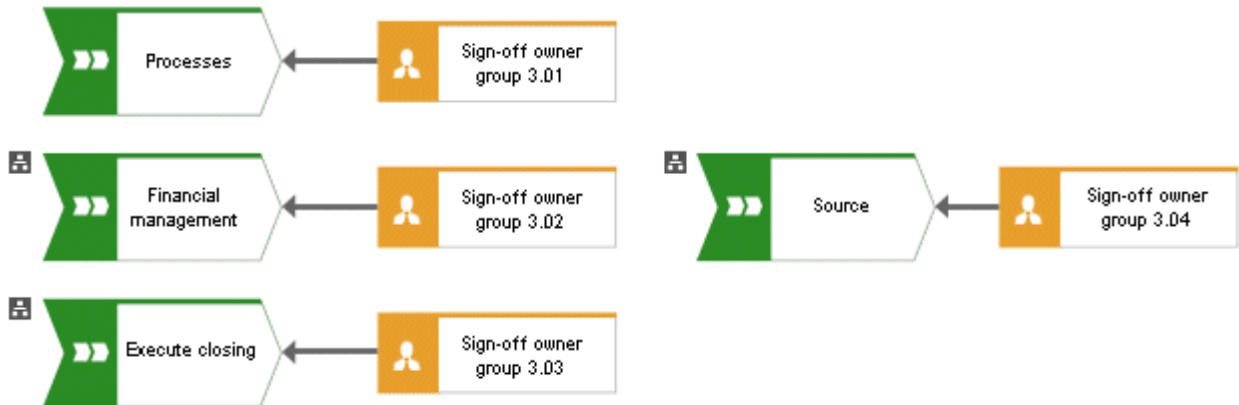 Processes
Sign-off owner
group 3.01
Financial
management
Sign-off owner
group 3.02
Source
Sign-off owner
group 3.04
Execute closing
Sign-off owner
group 3.03